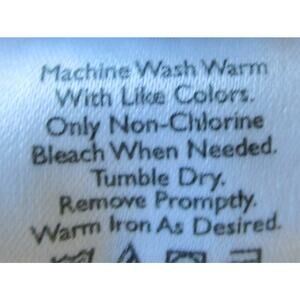 Machine Wash Warm
With Like Colors.
Only Non-Chlorine
Bleach When Needed.
Tumble Dry.
Remove Promptly.
Warm Iron As Desired.